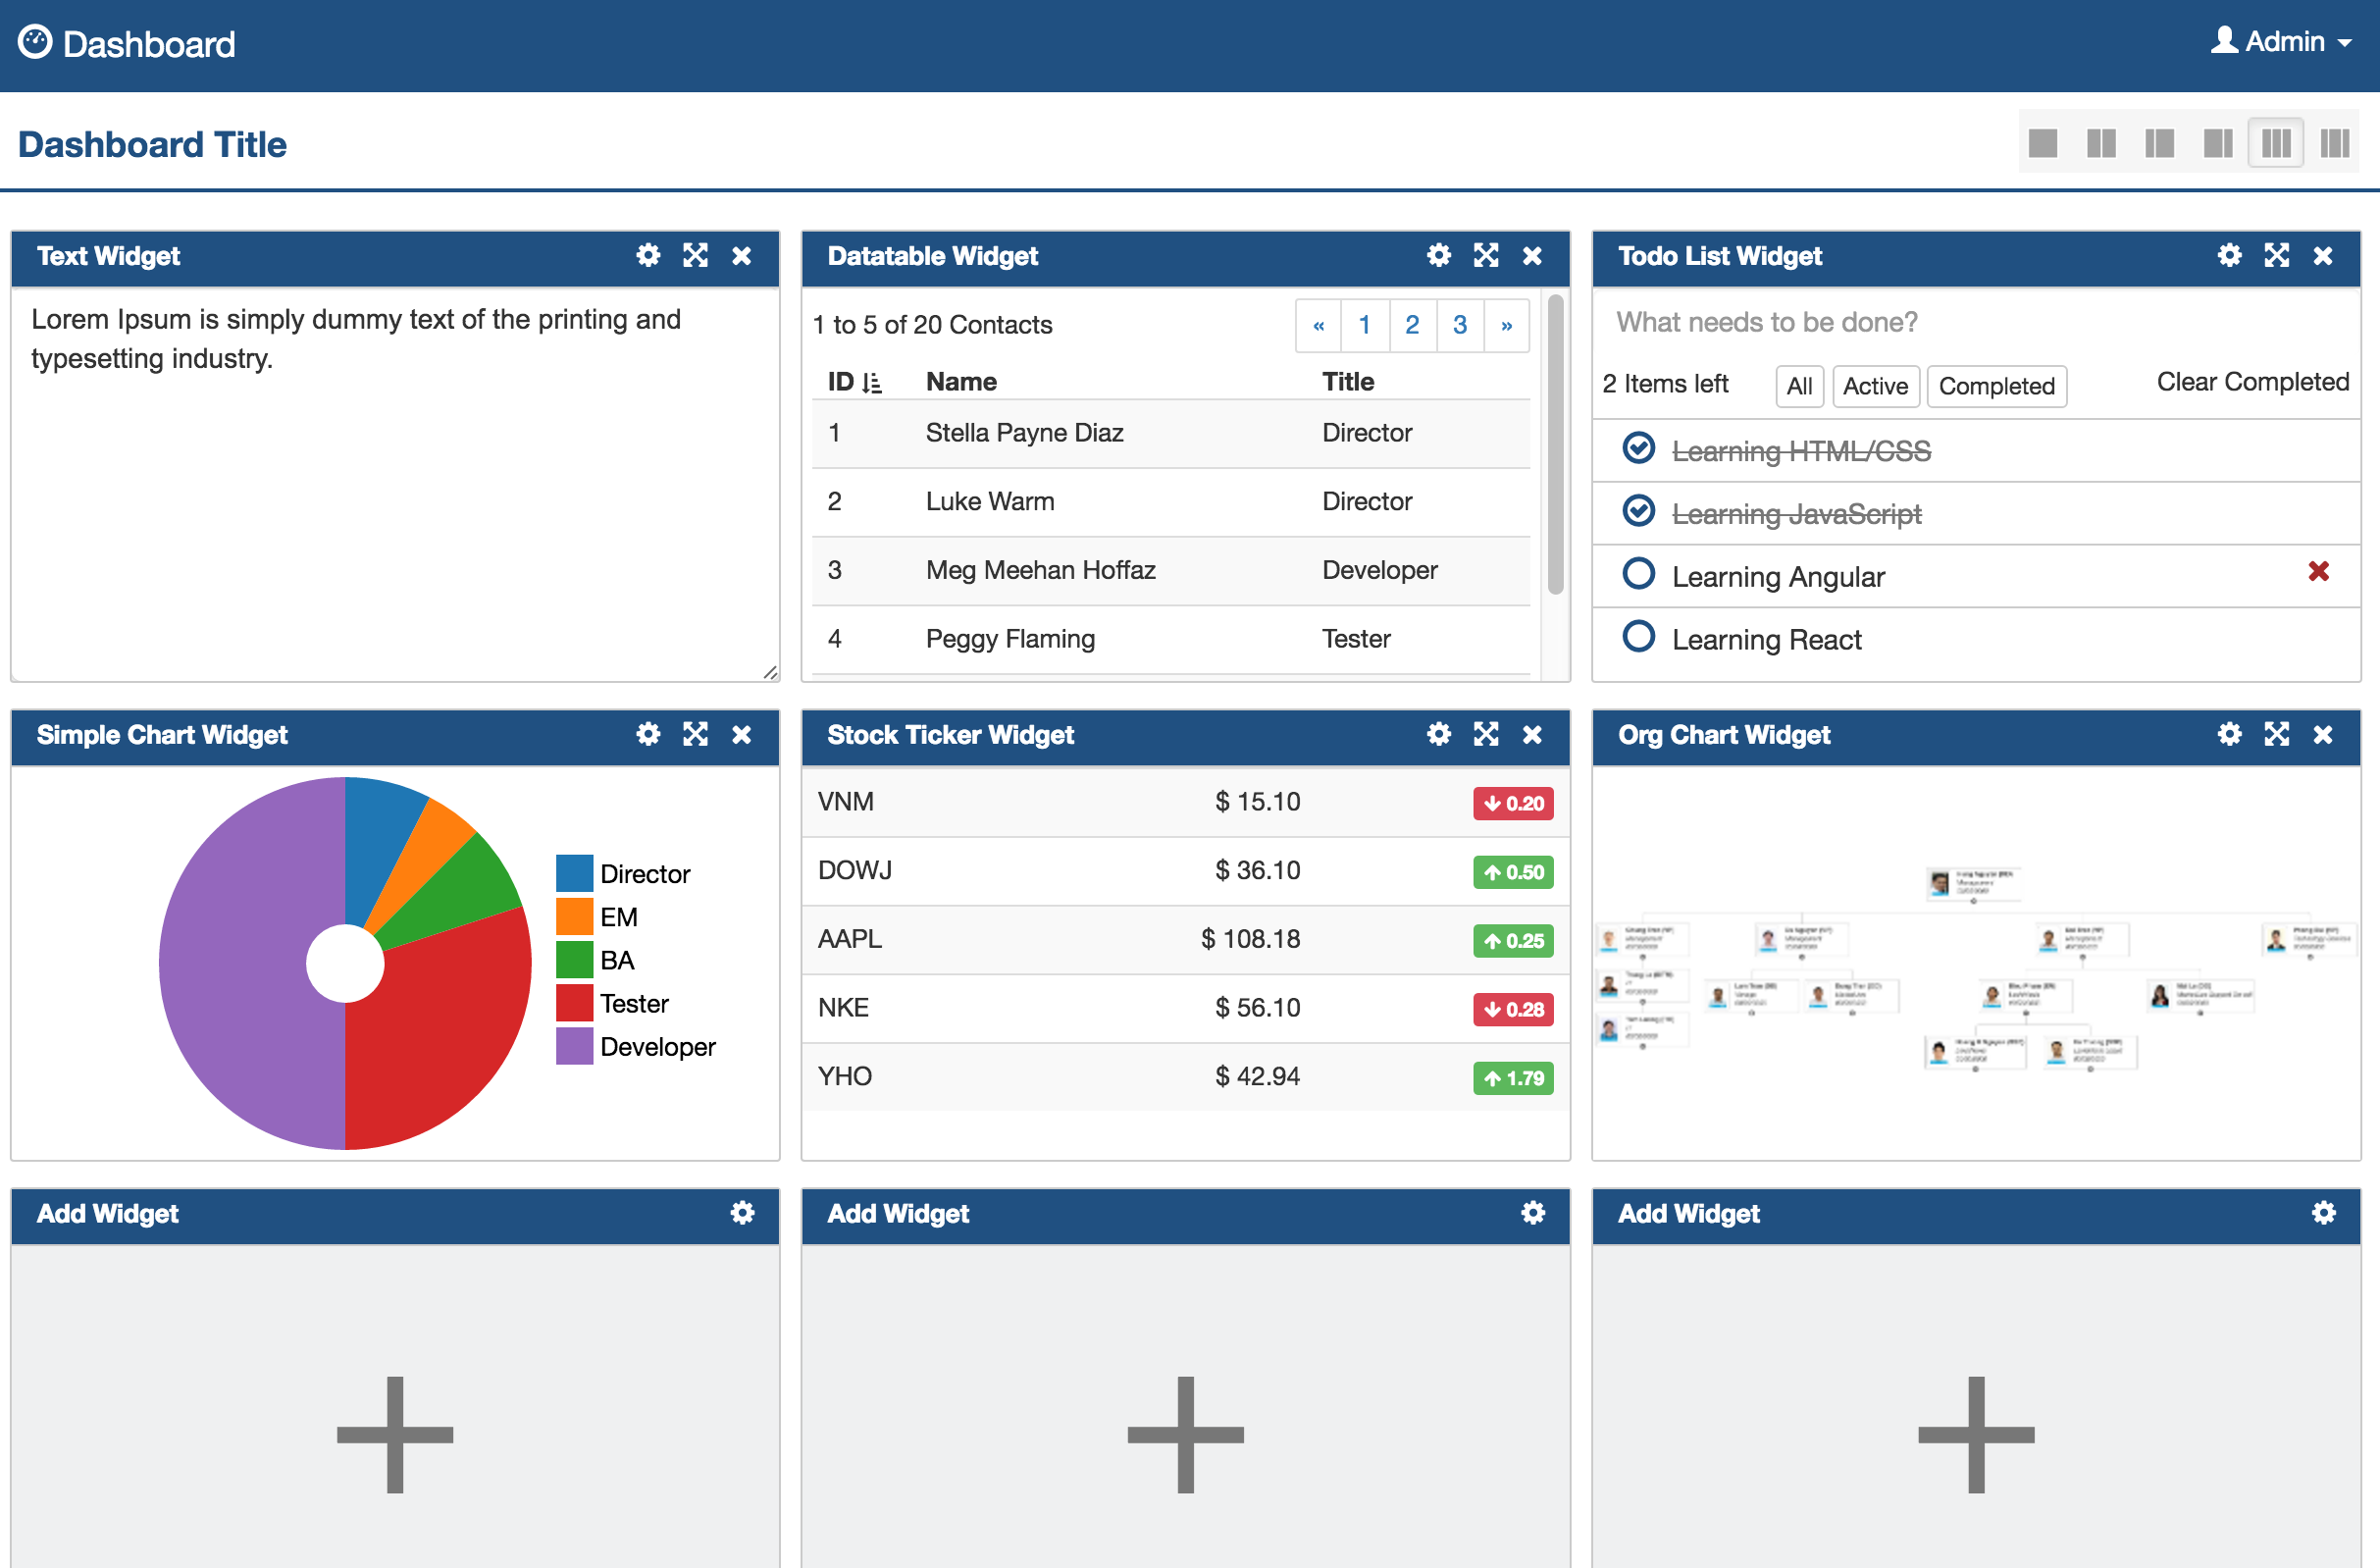 Dashboard
Admin
Dashboard Title
Text Widget
Lorem Ipsum is simply dummy text of the printing and
typesetting industry.
Datatable Widget
1 to 5 of 20 Contacts
« 1 2 3 »
ID Name Title
1 Stella Payne Diaz Director
2 Luke Warm Director
3 Meg Meehan Hoffaz Developer
4 Peggy Flaming Tester
Todo List Widget
What needs to be done?
2 Items left All Active Completed Clear Completed
Learning HTML/CSS
Learning JavaScript
Learning Angular
Learning React
Simple Chart Widget
Director
EM
BA
Tester
Developer
Stock Ticker Widget
VNM $ 15.10 0.20
DOWJ $ 36.10 0.50
AAPL $ 108.18 0.25
NKE $ 56.10 0.28
YHO $ 42.94 1.79
Org Chart Widget
Add Widget
Add Widget
Add Widget